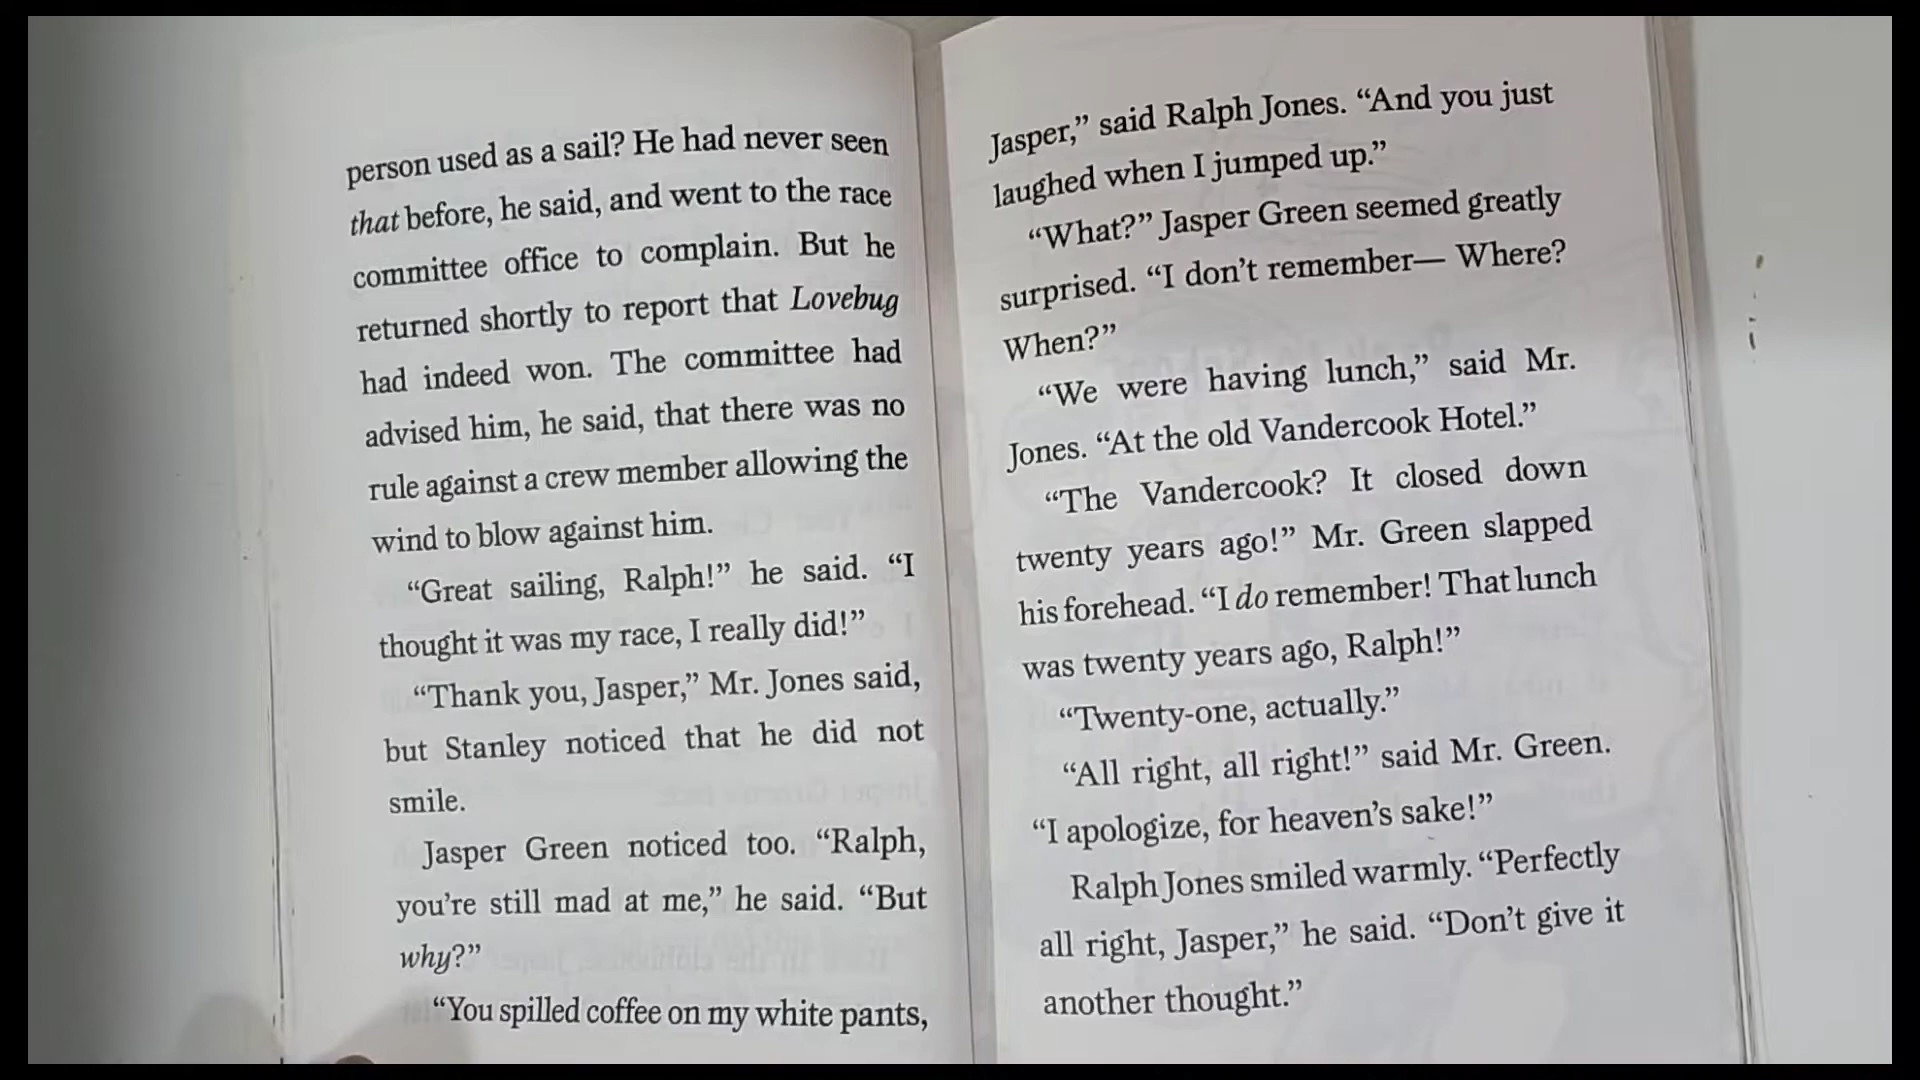 person used as a sail? He had never seen
that before, he said, and went to the race
committee office to complain. But he
returned shortly to report that Lovebug
had indeed won. The committee had
advised him, he said, that there was no
rule against a crew member allowing the
wind to blow against him.
“Great sailing, Ralph!” he said. “I
thought it was my race, I really did!”
“Thank you, Jasper,” Mr. Jones said,
but Stanley noticed that he did not
smile.
Jasper Green noticed too. “Ralph,
you’re still mad at me,” he said. “But
why?”
“You spilled coffee on my white pants,
Jasper,” said Ralph Jones. “And you just
laughed when I jumped up.”
“What?” Jasper Green seemed greatly
surprised. “I don’t remember— Where?
When?”
“We were having lunch,” said Mr.
Jones. “At the old Vandercook Hotel.”
“The Vandercook? It closed down
twenty years ago!” Mr. Green slapped
his forehead. “I do remember! That lunch
was twenty years ago, Ralph!”
“Twenty-one, actually.”
“All right, all right!” said Mr. Green.
“I apologize, for heaven’s sake!”
Ralph Jones smiled warmly. “Perfectly
all right, Jasper,” he said. “Don’t give it
another thought.”